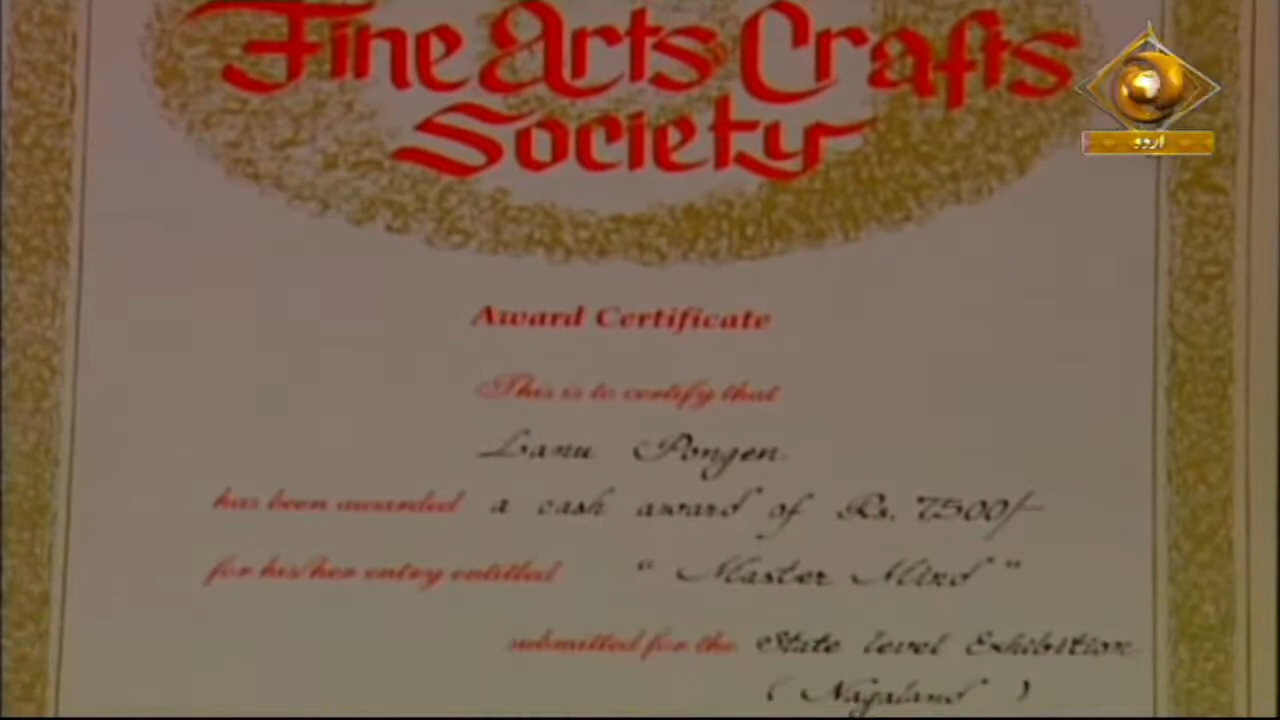 Fine Arts Crafts
Society
اردو
Award Certificate
This is to certify that
Lanu Pongen
has been awarded a cash award of Rs. 7500/-
for his/her entry entitled " Master Mind "
submitted for the State level Exhibition
( Nagaland )